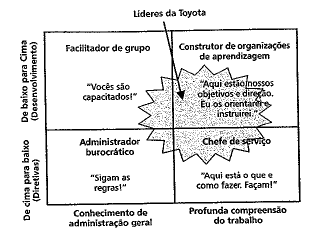 Líderes da Toyota
De baixo para Cima
(Desenvolvimento)
Facilitador de grupo
"Vocês são
capacitados!"
Construtor de organizações
de aprendizagem
"Aqui estão nossos
objetivos e direção.
Eu os orientarei e
instruirei."
De cima para baixo
(Diretivas)
Administrador
burocrático
"Sigam as
regras!"
Chefe de serviço
"Aqui está o que e
como fazer. Façam!"
Conhecimento de
administração geral
Profunda compreensão
do trabalho